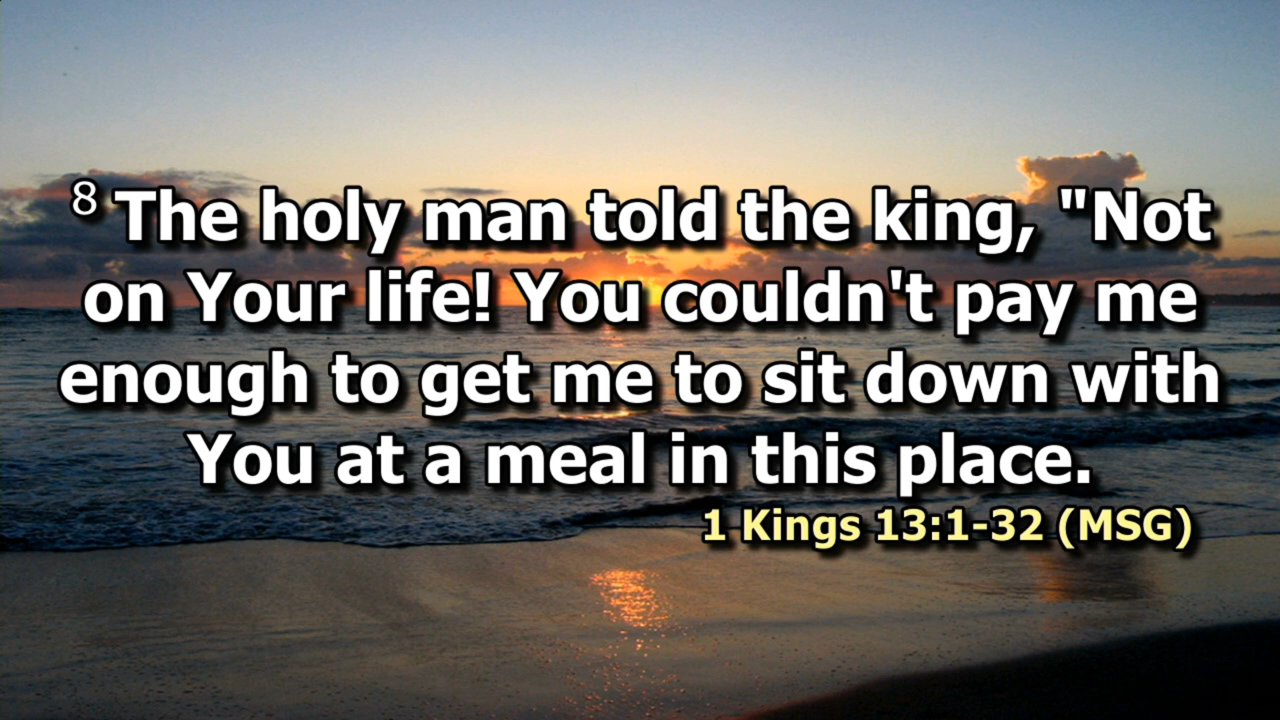 8 The holy man told the king, "Not
on Your life! You couldn't pay me
enough to get me to sit down with
You at a meal in this place.
1 Kings 13:1-32 (MSG)